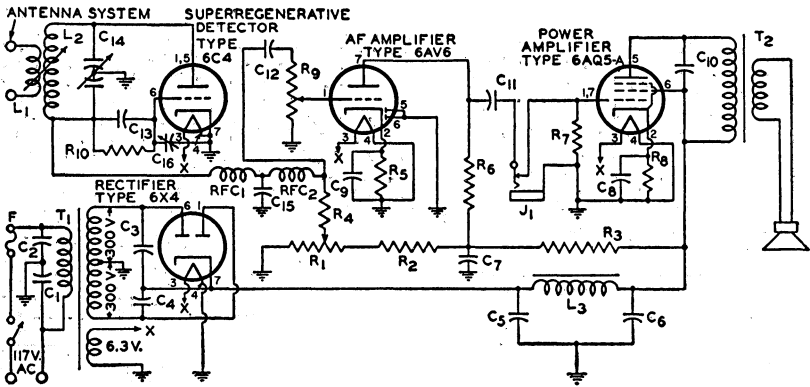 ANTENNA SYSTEM
L1
L2
C14
C13
R10
C16
X
SUPERREGENERATIVE
DETECTOR
TYPE
6C4
1,5
6
3
4
7
C12
R9
RFC1
RFC2
C15
AF AMPLIFIER
TYPE 6AV6
7
1
5
6
3
4
2
X
C9
R5
R4
R1
R2
R6
C7
C11
J1
R7
POWER
AMPLIFIER
TYPE 6AQ5-A
5
1,7
6
3
4
2
X
C8
R8
C10
T2
R3
RECTIFIER
TYPE 6X4
6
1
3
4
7
X
F
C2
C1
T1
300V
300V
C3
C4
X
6.3V.
117V.
AC
C5
L3
C6